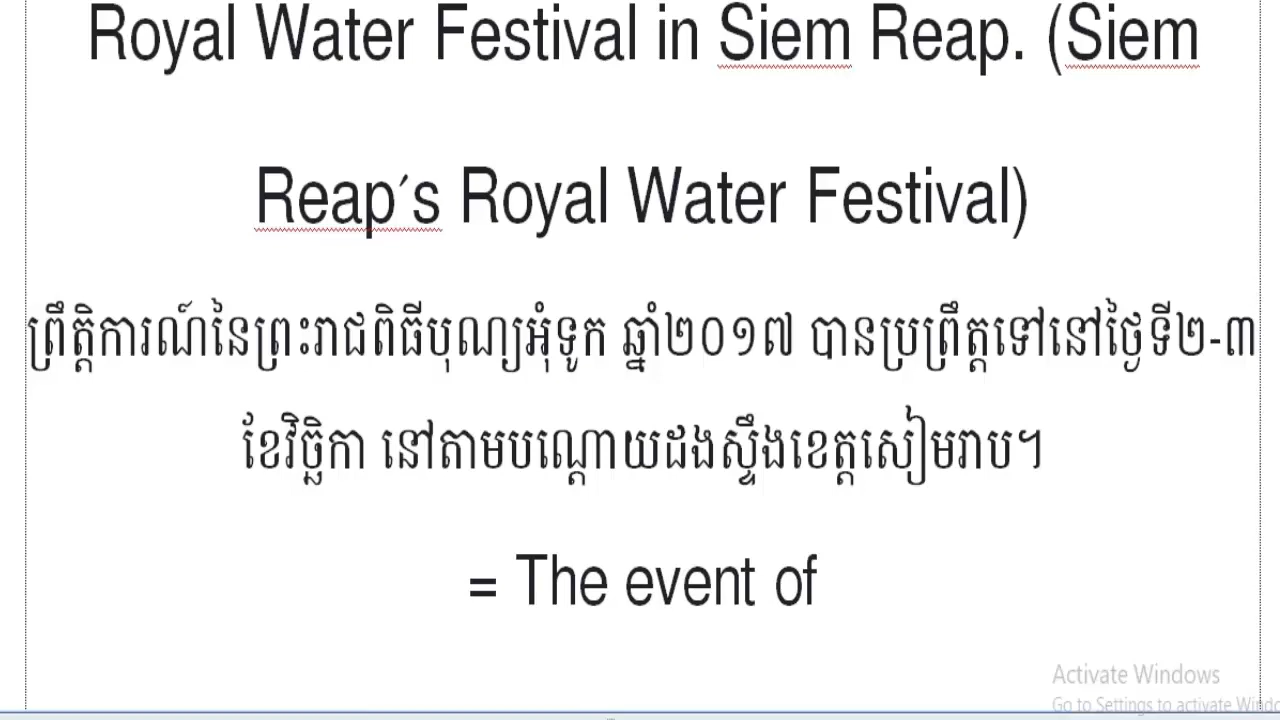 Royal Water Festival in Siem Reap. (Siem
Reap´s Royal Water Festival)
ព្រឹត្តិការណ៍នៃព្រះរាជពិធីបុណ្យអុំទូក ឆ្នាំ២០១៧ បានប្រព្រឹត្តទៅនៅថ្ងៃទី២-៣
ខែវិច្ឆិកា នៅតាមបណ្តោយដងស្ទឹងខេត្តសៀមរាប។
= The event of
Activate Windows
Go to Settings to activate Windo